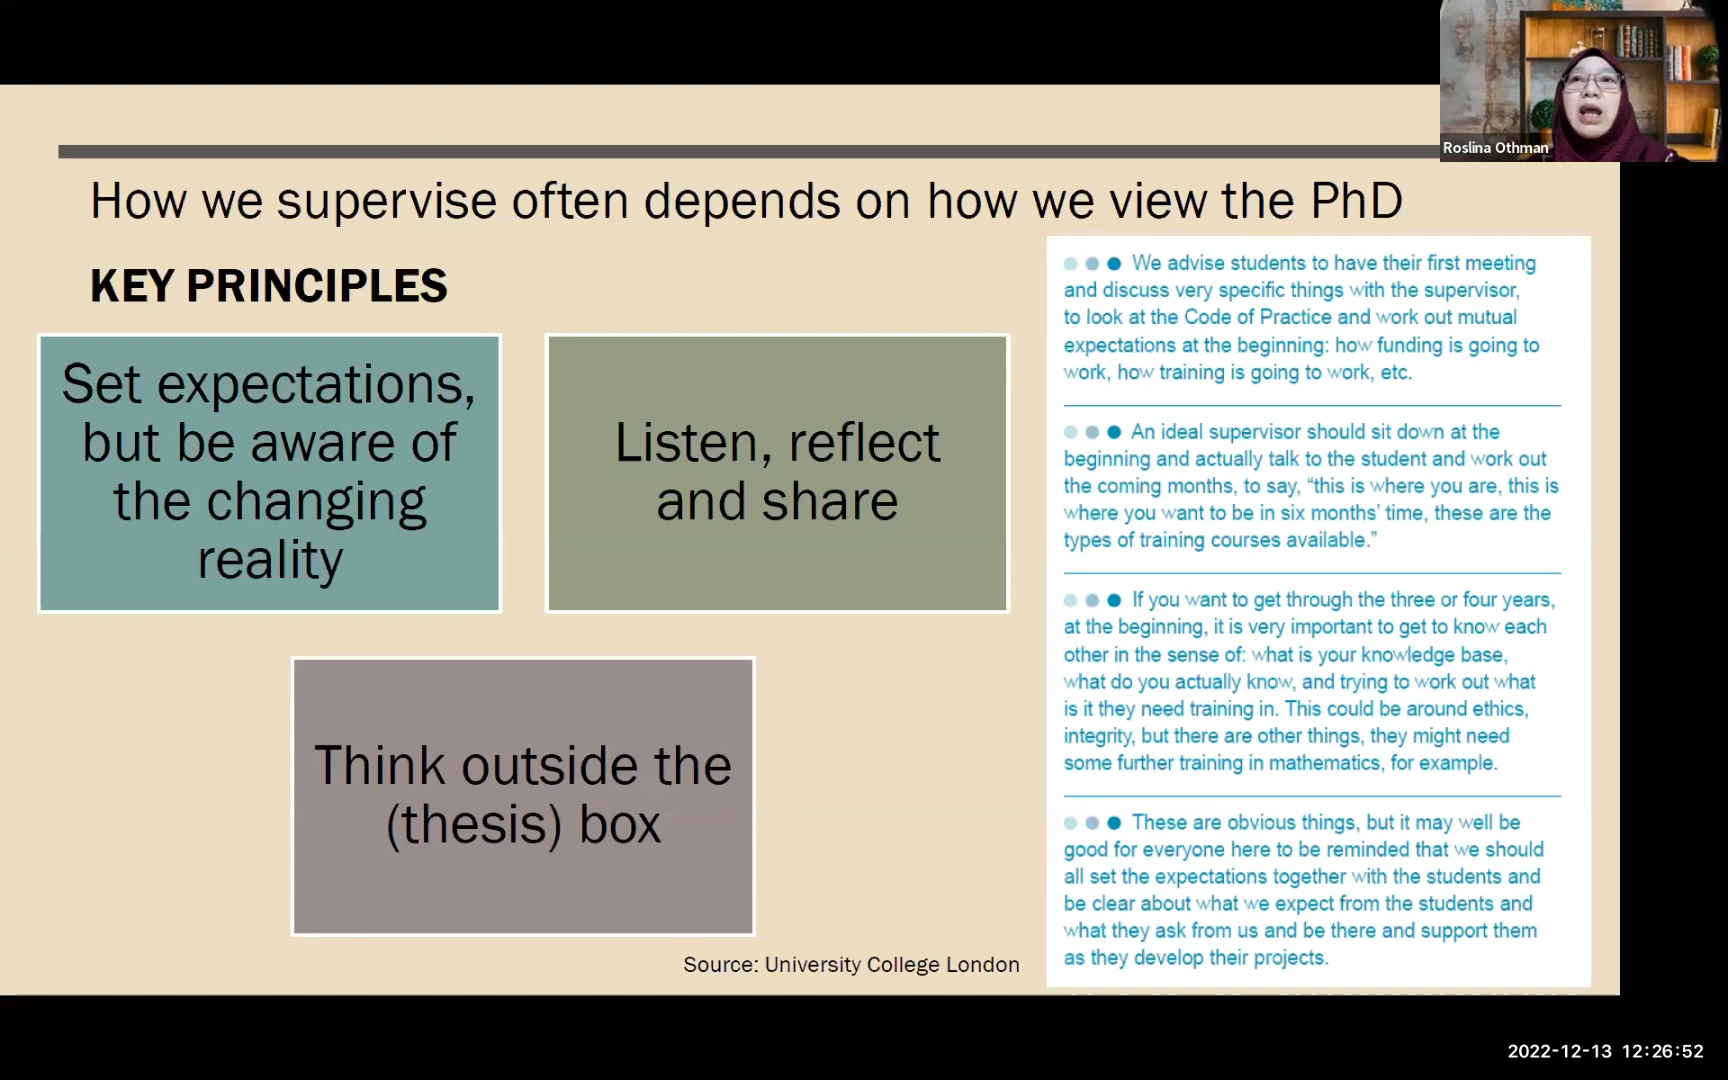 Roslina Othman
How we supervise often depends on how we view the PhD
KEY PRINCIPLES
Set expectations,
but be aware of
the changing
reality
Listen, reflect
and share
Think outside the
(thesis) box
Source: University College London
We advise students to have their first meeting
and discuss very specific things with the supervisor,
to look at the Code of Practice and work out mutual
expectations at the beginning: how funding is going to
work, how training is going to work, etc.
An ideal supervisor should sit down at the
beginning and actually talk to the student and work out
the coming months, to say, “this is where you are, this is
where you want to be in six months’ time, these are the
types of training courses available.”
If you want to get through the three or four years,
at the beginning, it is very important to get to know each
other in the sense of: what is your knowledge base,
what do you actually know, and trying to work out what
is it they need training in. This could be around ethics,
integrity, but there are other things, they might need
some further training in mathematics, for example.
These are obvious things, but it may well be
good for everyone here to be reminded that we should
all set the expectations together with the students and
be clear about what we expect from the students and
what they ask from us and be there and support them
as they develop their projects.
2022-12-13 12:26:52